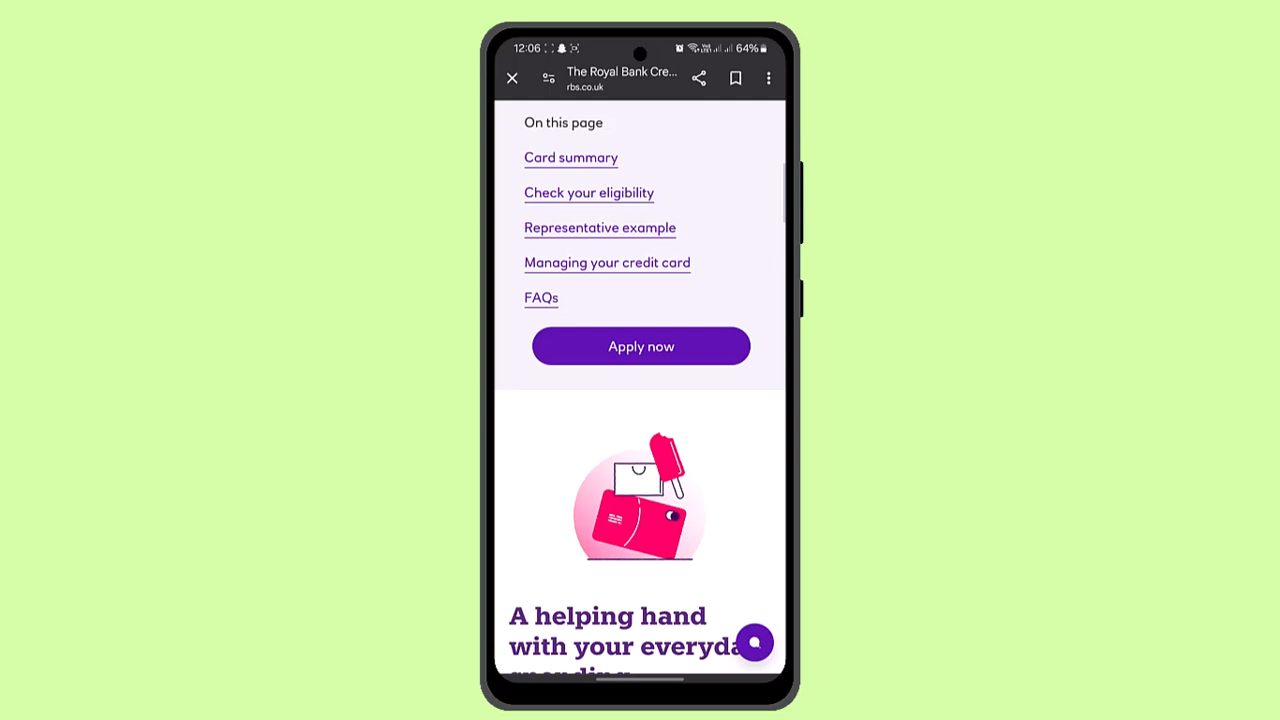 12:06
64%
The Royal Bank Cre...
rbs.co.uk
On this page
Card summary
Check your eligibility
Representative example
Managing your credit card
FAQs
Apply now
A helping hand
with your everyda